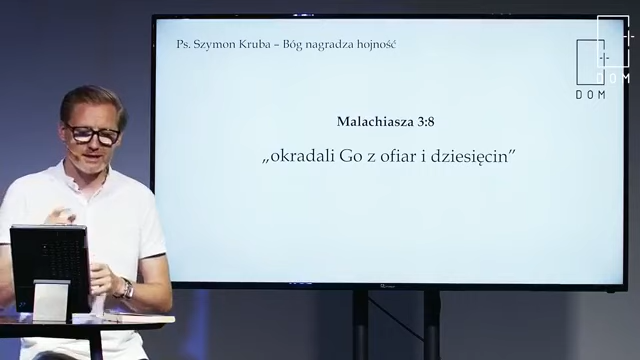 Ps. Szymon Kruba – Bóg nagradza hojność
DOM
DOM
Malachiasza 3:8
„okradali Go z ofiar i dziesięcin”